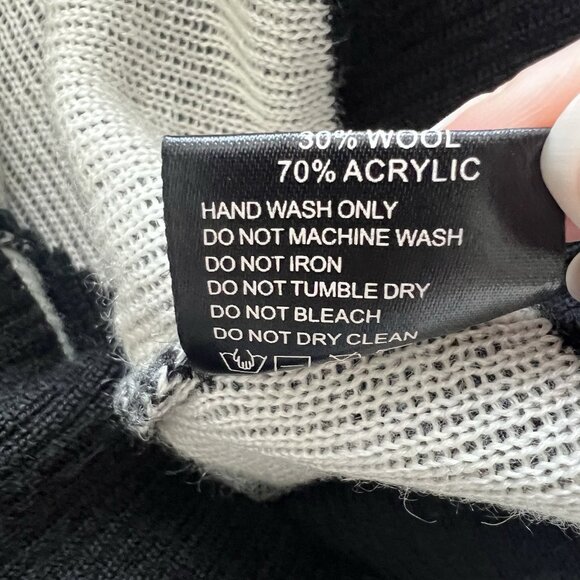 30% WOOL
70% ACRYLIC
HAND WASH ONLY
DO NOT MACHINE WASH
DO NOT IRON
DO NOT TUMBLE DRY
DO NOT BLEACH
DO NOT DRY CLEAN